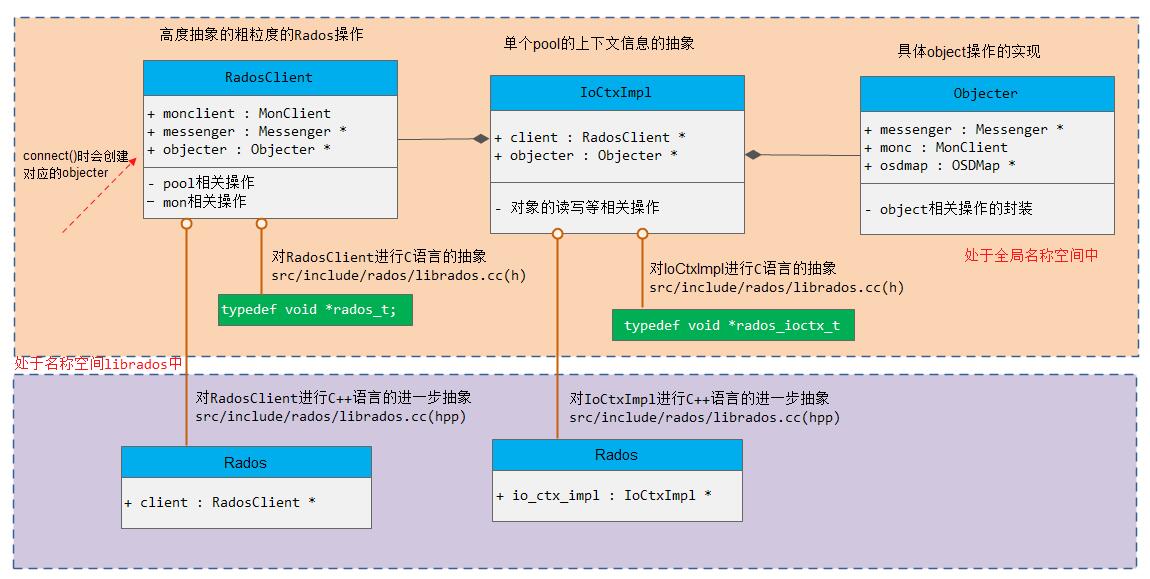 高度抽象的粗粒度的Rados操作
单个pool的上下文信息的抽象
具体object操作的实现
RadosClient
+ monclient : MonClient
+ messenger : Messenger *
+ objecter : Objecter *
- pool相关操作
- mon相关操作
connect()时会创建
对应的objecter
IoCtxImpl
+ client : RadosClient *
+ objecter : Objecter *
- 对象的读写等相关操作
Objecter
+ messenger : Messenger *
+ monc : MonClient
+ osdmap : OSDMap *
- object相关操作的封装
处于全局名称空间中
对RadosClient进行C语言的抽象
src/include/rados/librados.cc(h)
typedef void *rados_t;
对IoCtxImpl进行C语言的抽象
src/include/rados/librados.cc(h)
typedef void *rados_ioctx_t
处于名称空间librados中
对RadosClient进行C++语言的进一步抽象
src/include/rados/librados.cc(hpp)
对IoCtxImpl进行C++语言的进一步抽象
src/include/rados/librados.cc(hpp)
Rados
+ client : RadosClient *
Rados
+ io_ctx_impl : IoCtxImpl *